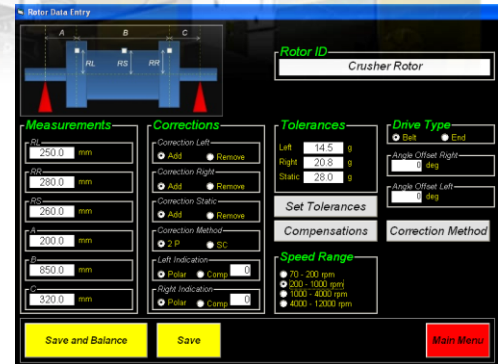 Rotor Data Entry
A B C
RL RS RR
Rotor ID
Crusher Rotor
Measurements
RL
250.0 mm
RR
280.0 mm
RS
260.0 mm
A
200.0 mm
B
850.0 mm
C
320.0 mm
Corrections
Correction Left
Add Remove
Correction Right
Add Remove
Correction Static
Add Remove
Correction Method
2 P SC
Left Indication
Polar Comp 0
Right Indication
Polar Comp 0
Tolerances
Left 14.5 g
Right 20.8 g
Static 28.0 g
Set Tolerances
Compensations
Speed Range
70 - 200 rpm
200 - 1000 rpm
1000 - 4000 rpm
4000 - 12000 rpm
Drive Type
Belt End
Angle Offset Right
0 deg
Angle Offset Left
0 deg
Correction Method
Save and Balance
Save
Main Menu